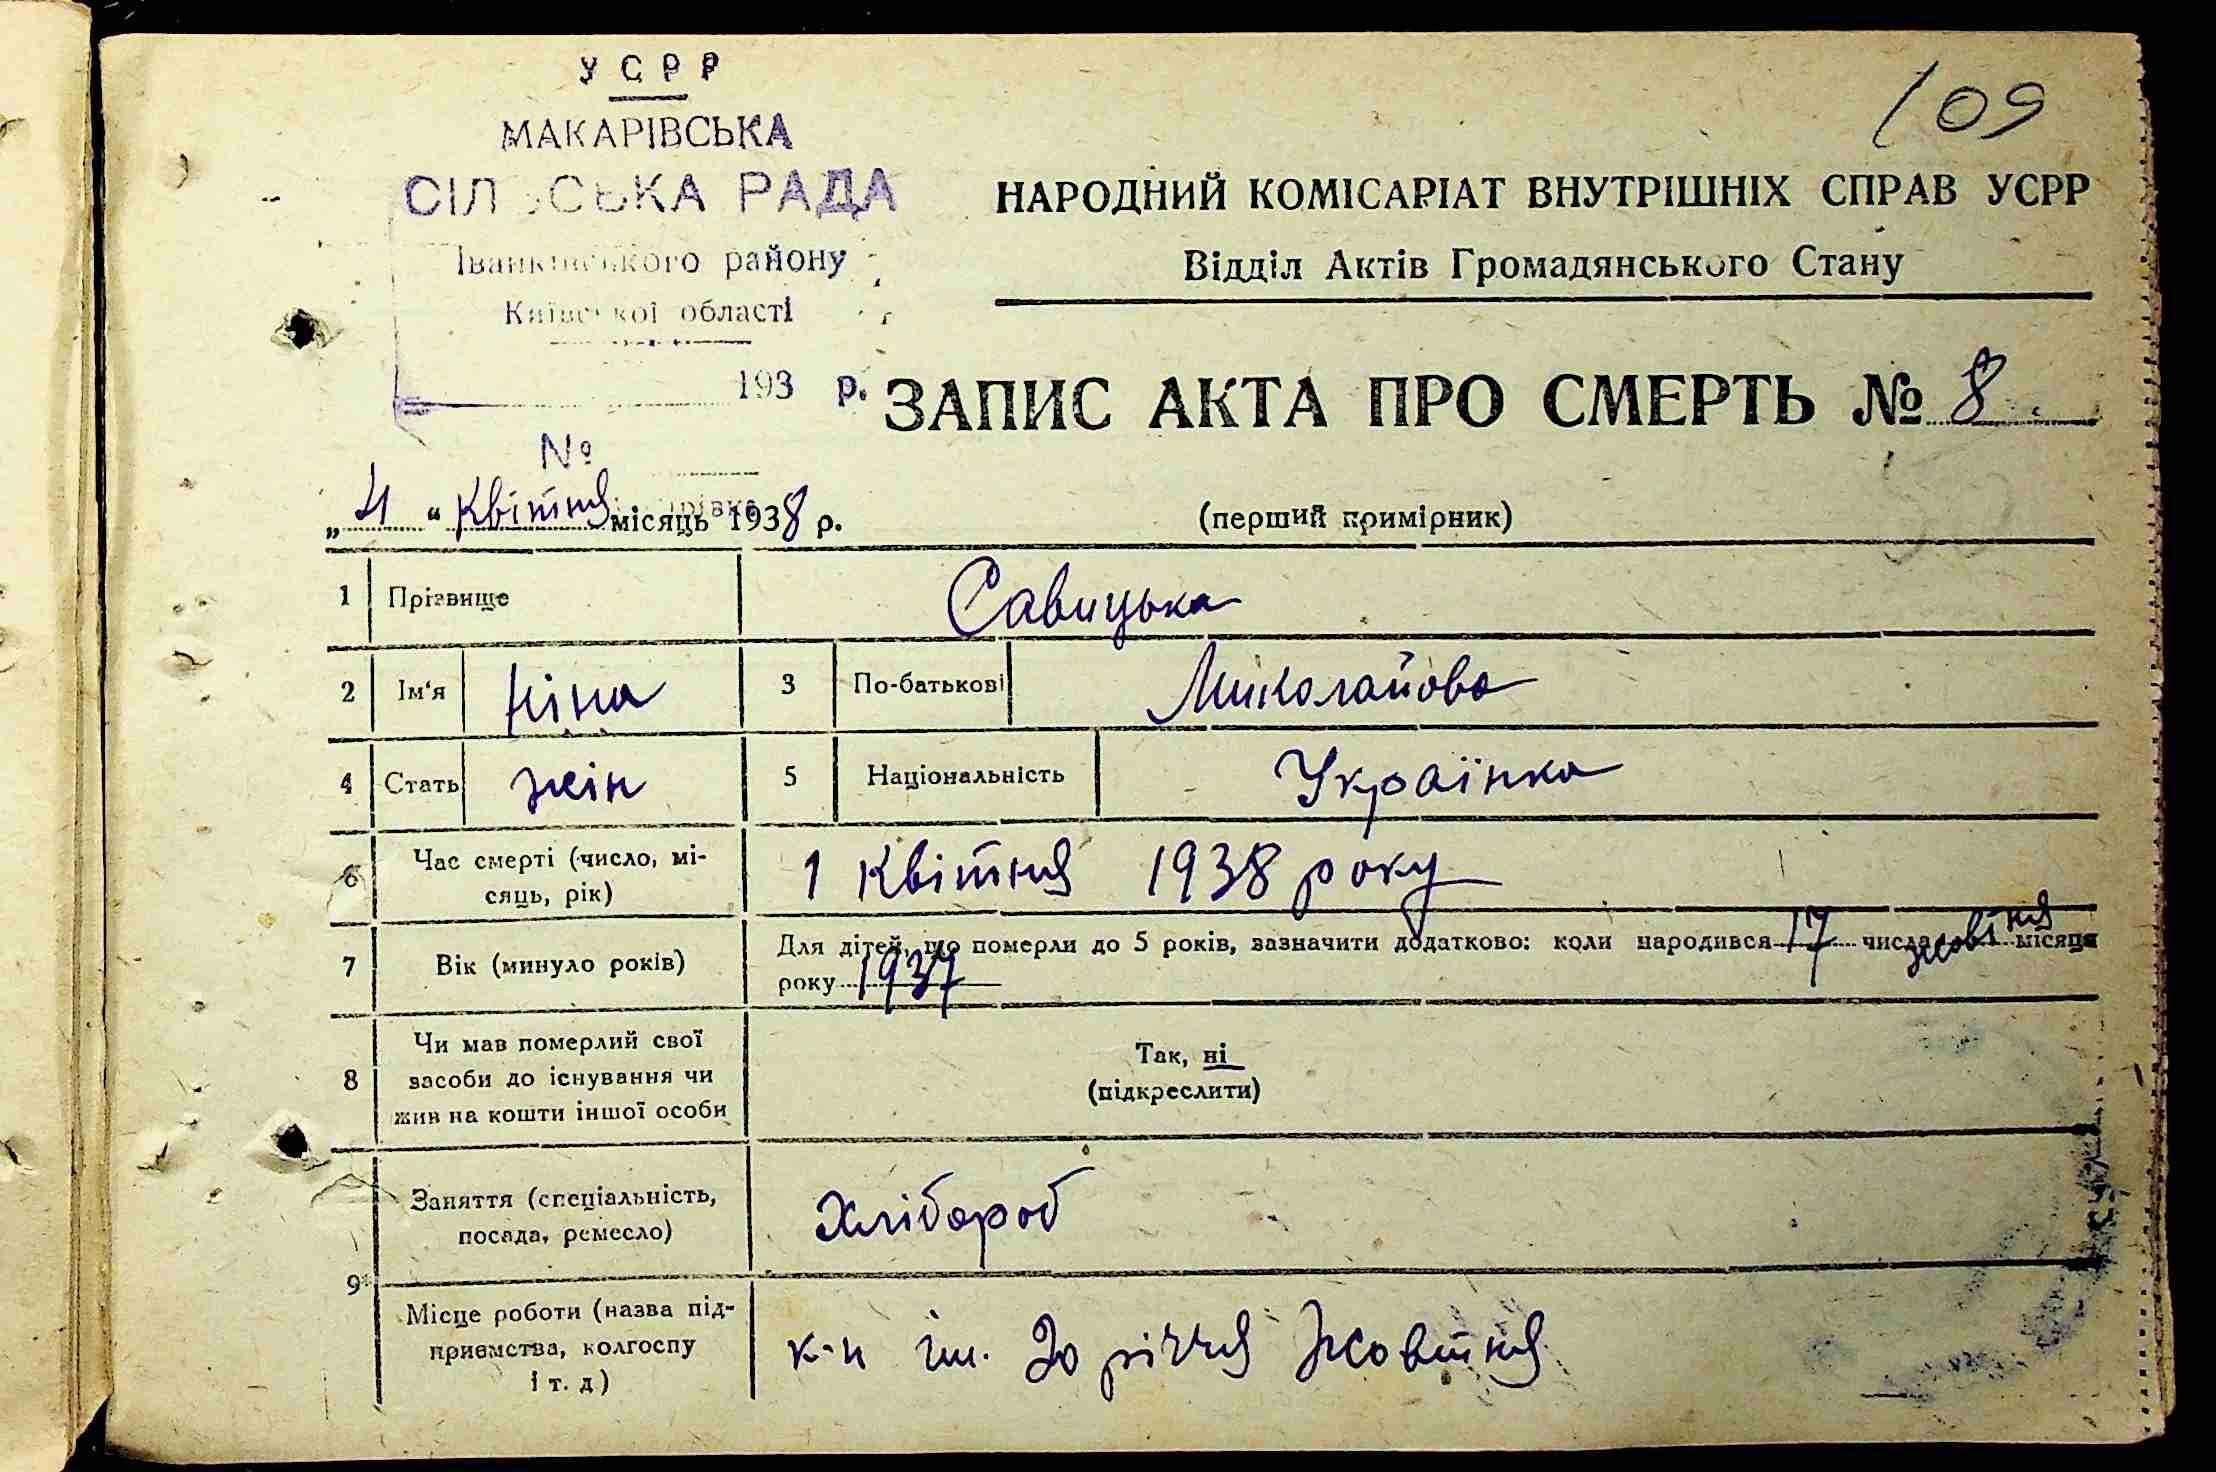 УСРР
МАКАРІВСЬКА
СІЛЬСЬКА РАДА
Іванківського району
Київської області
193 р.
№
109
НАРОДНИЙ КОМІСАРІАТ ВНУТРІШНІХ СПРАВ УСРР
Відділ Актів Громадянського Стану
ЗАПИС АКТА ПРО СМЕРТЬ № 8
„ 4 “ Квітня місяць 1938 р.
(перший примірник)
1 Прізвище Савицька
2 Ім‘я Ніна 3 По-батькові Миколайова
4 Стать жін 5 Національність Українка
6 Час смерті (число, мі-
сяць, рік) 1 Квітня 1938 року
7 Вік (минуло років) Для дітей, що померли до 5 років, зазначити додатково: коли народився 17 числа жовтня місяця
року 1937
8 Чи мав померлий свої
засоби до існування чи
жив на кошти іншої особи
Так, ні
(підкреслити)
9 Заняття (спеціальність,
посада, ремесло) Хлібороб
Місце роботи (назва під-
приємства, колгоспу
і т. д) к-п ім. 20 річчя Жовтня